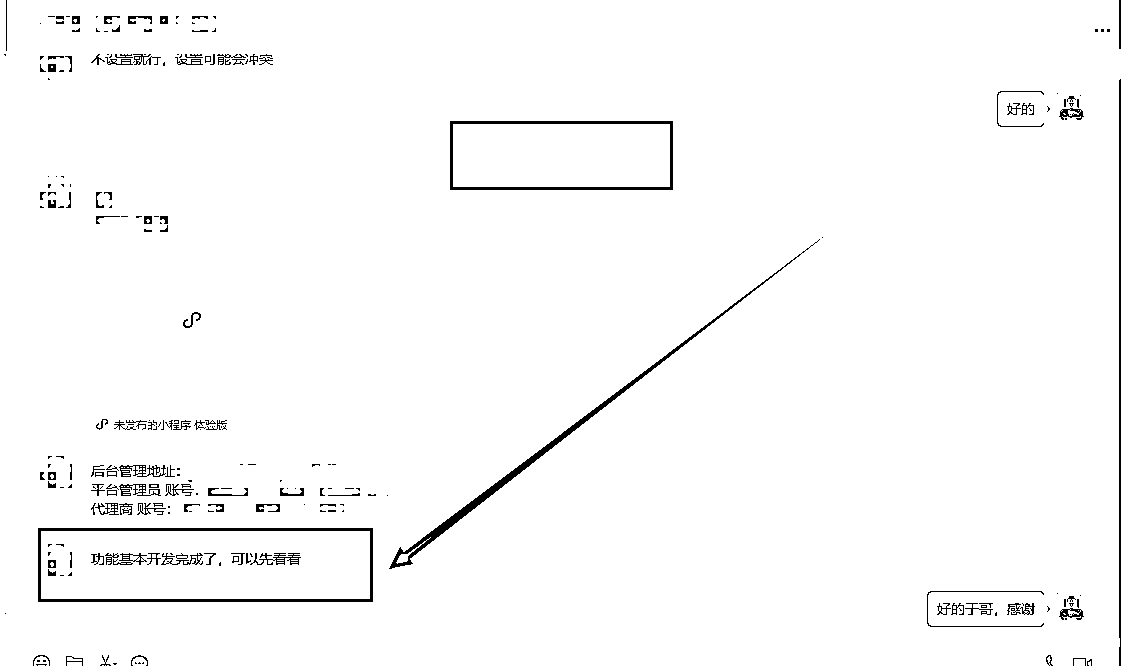 不设置就行，设置可能会冲突
好的
未发布的小程序 体验版
后台管理地址：
平台管理员 账号：
代理商 账号：
功能基本开发完成了，可以先看看
好的于哥，感谢